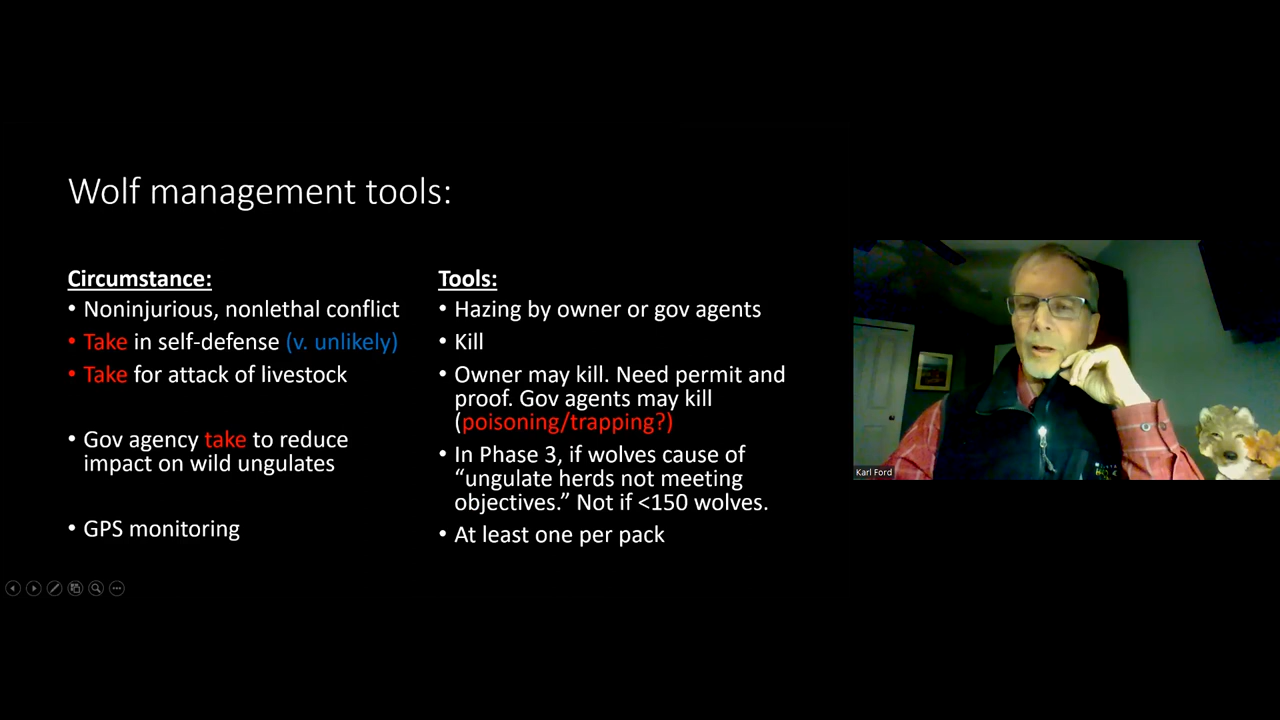 Wolf management tools:
Circumstance:
• Noninjurious, nonlethal conflict
• Take in self-defense (v. unlikely)
• Take for attack of livestock
• Gov agency take to reduce
impact on wild ungulates
• GPS monitoring
Tools:
• Hazing by owner or gov agents
• Kill
• Owner may kill. Need permit and
proof. Gov agents may kill
(poisoning/trapping?)
• In Phase 3, if wolves cause of
“ungulate herds not meeting
objectives.” Not if <150 wolves.
• At least one per pack
Karl Ford